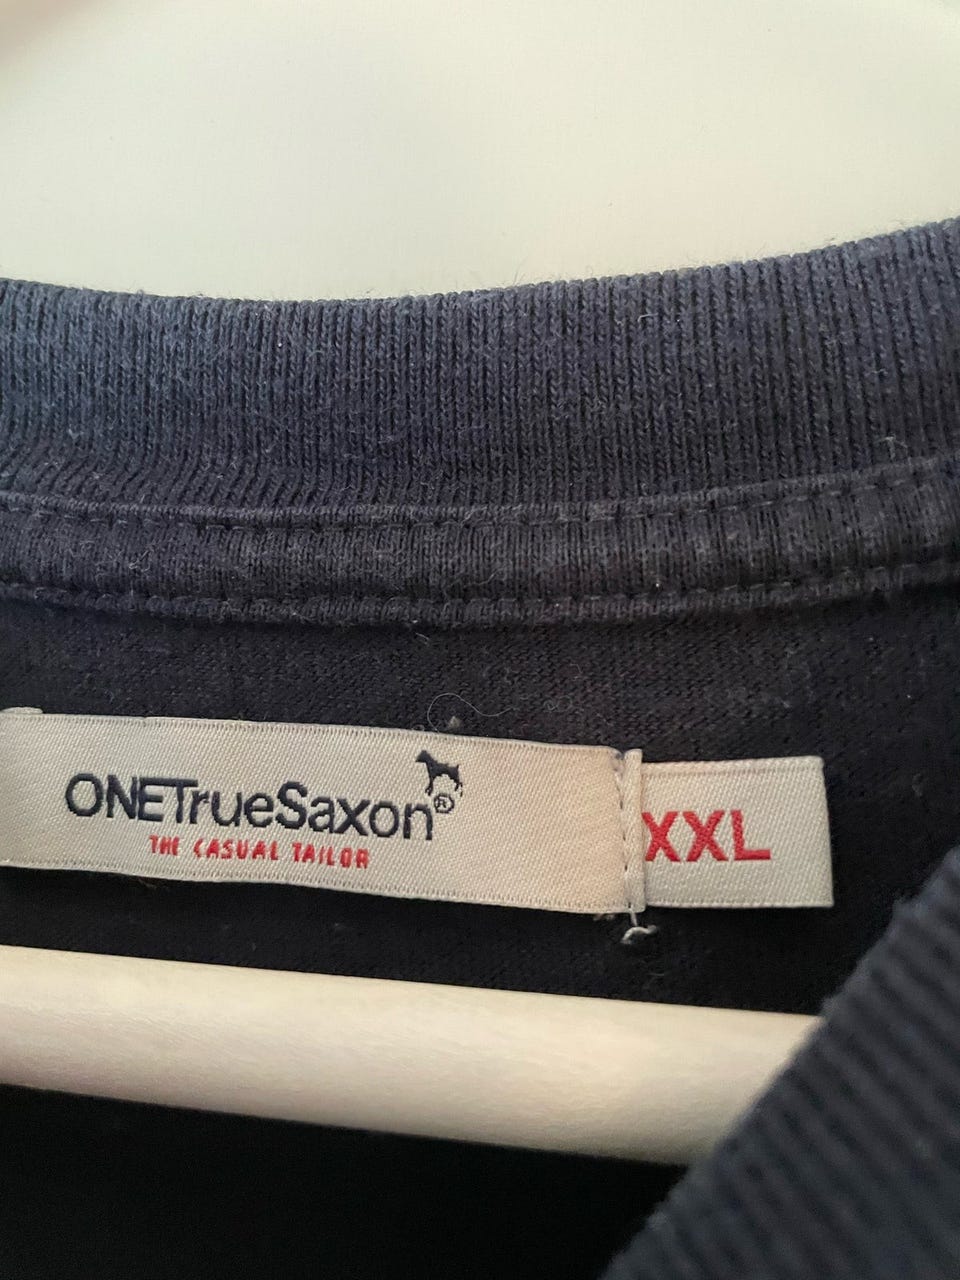 ONETrueSaxon®
THE CASUAL TAILOR
XXL